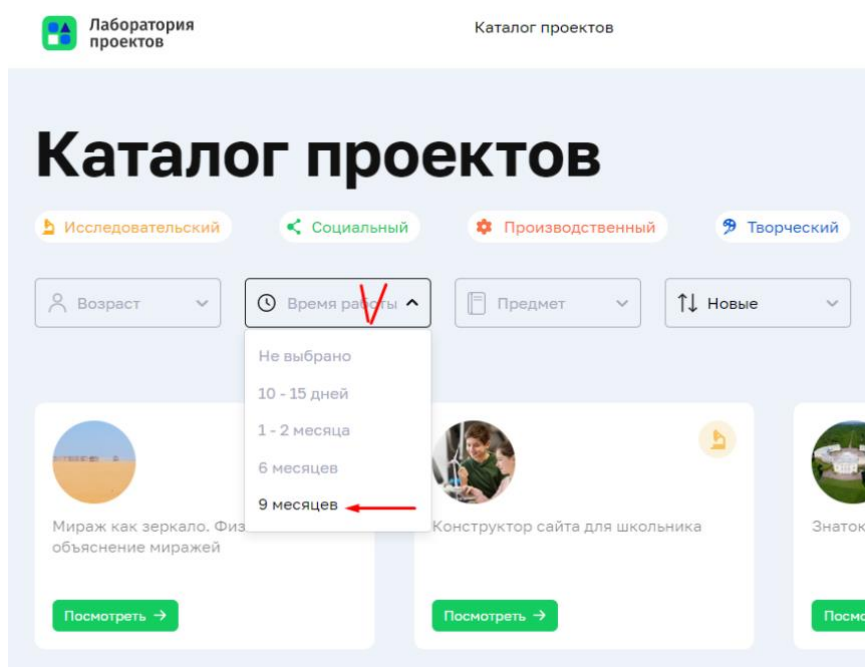 Лаборатория
проектов
Каталог проектов
Каталог проектов
Исследовательский
Социальный
Производственный
Творческий
Возраст
Время работы
Предмет
Новые
Не выбрано
10 - 15 дней
1 - 2 месяца
6 месяцев
9 месяцев
Мираж как зеркало. Физ
объяснение миражей
Посмотреть →
Конструктор сайта для школьника
Посмотреть →
Знаток
Посмо